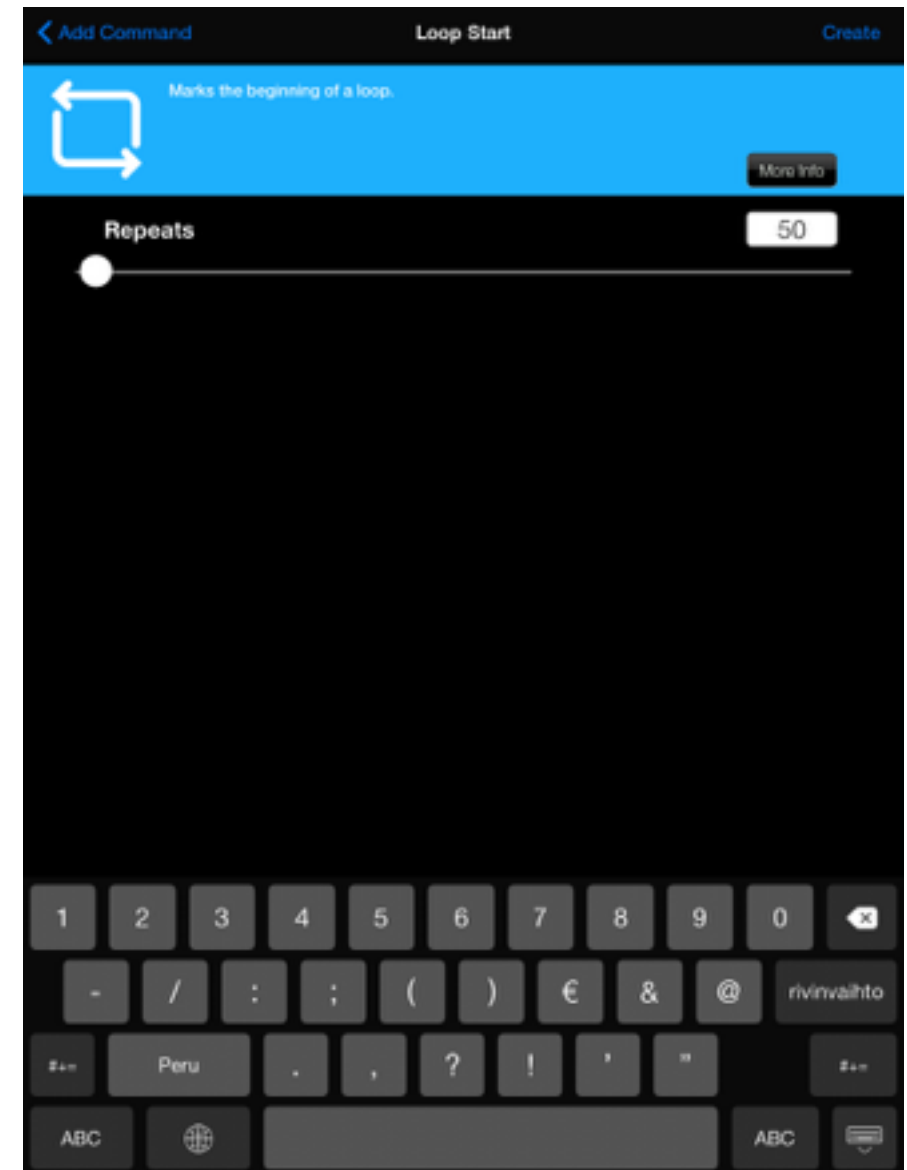 Add Command Loop Start Create
Marks the beginning of a loop.
More Info
Repeats 50
1 2 3 4 5 6 7 8 9 0
- / : ; ( ) € & @ rivinvaihto
#+= Peru . , ? ! ' " #+=
ABC ABC